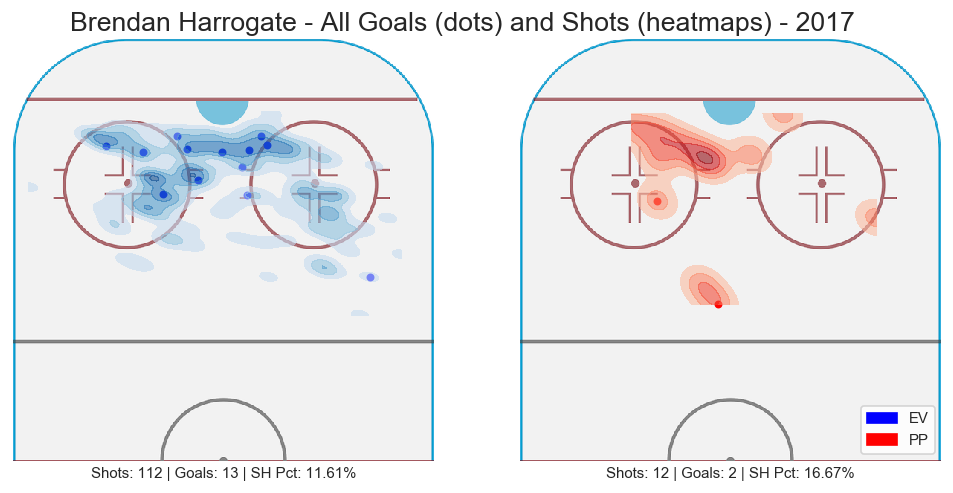 Brendan Harrogate - All Goals (dots) and Shots (heatmaps) - 2017
EV
PP
Shots: 112 | Goals: 13 | SH Pct: 11.61%
Shots: 12 | Goals: 2 | SH Pct: 16.67%